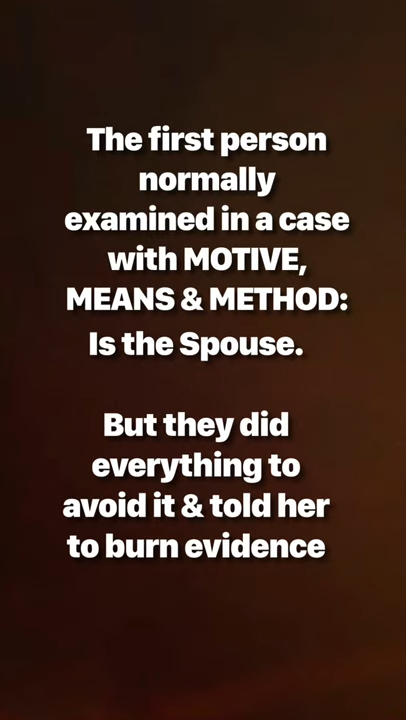 The first person
normally
examined in a case
with MOTIVE,
MEANS & METHOD:
Is the Spouse.
But they did
everything to
avoid it & told her
to burn evidence